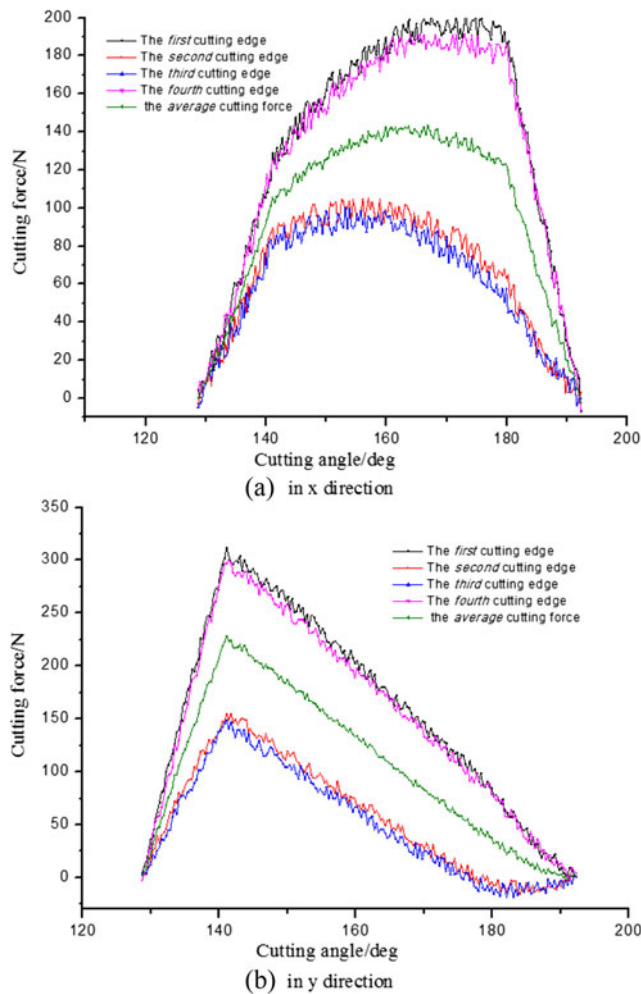 200
180
160
140
120
100
80
60
40
20
0
Cutting force/N
The first cutting edge
The second cutting edge
The third cutting edge
The fourth cutting edge
the average cutting force
120 140 160 180 200
Cutting angle/deg
(a) in x direction
350
300
250
200
150
100
50
0
Cutting force/N
The first cutting edge
The second cutting edge
The third cutting edge
The fourth cutting edge
the average cutting force
120 140 160 180 200
Cutting angle/deg
(b) in y direction